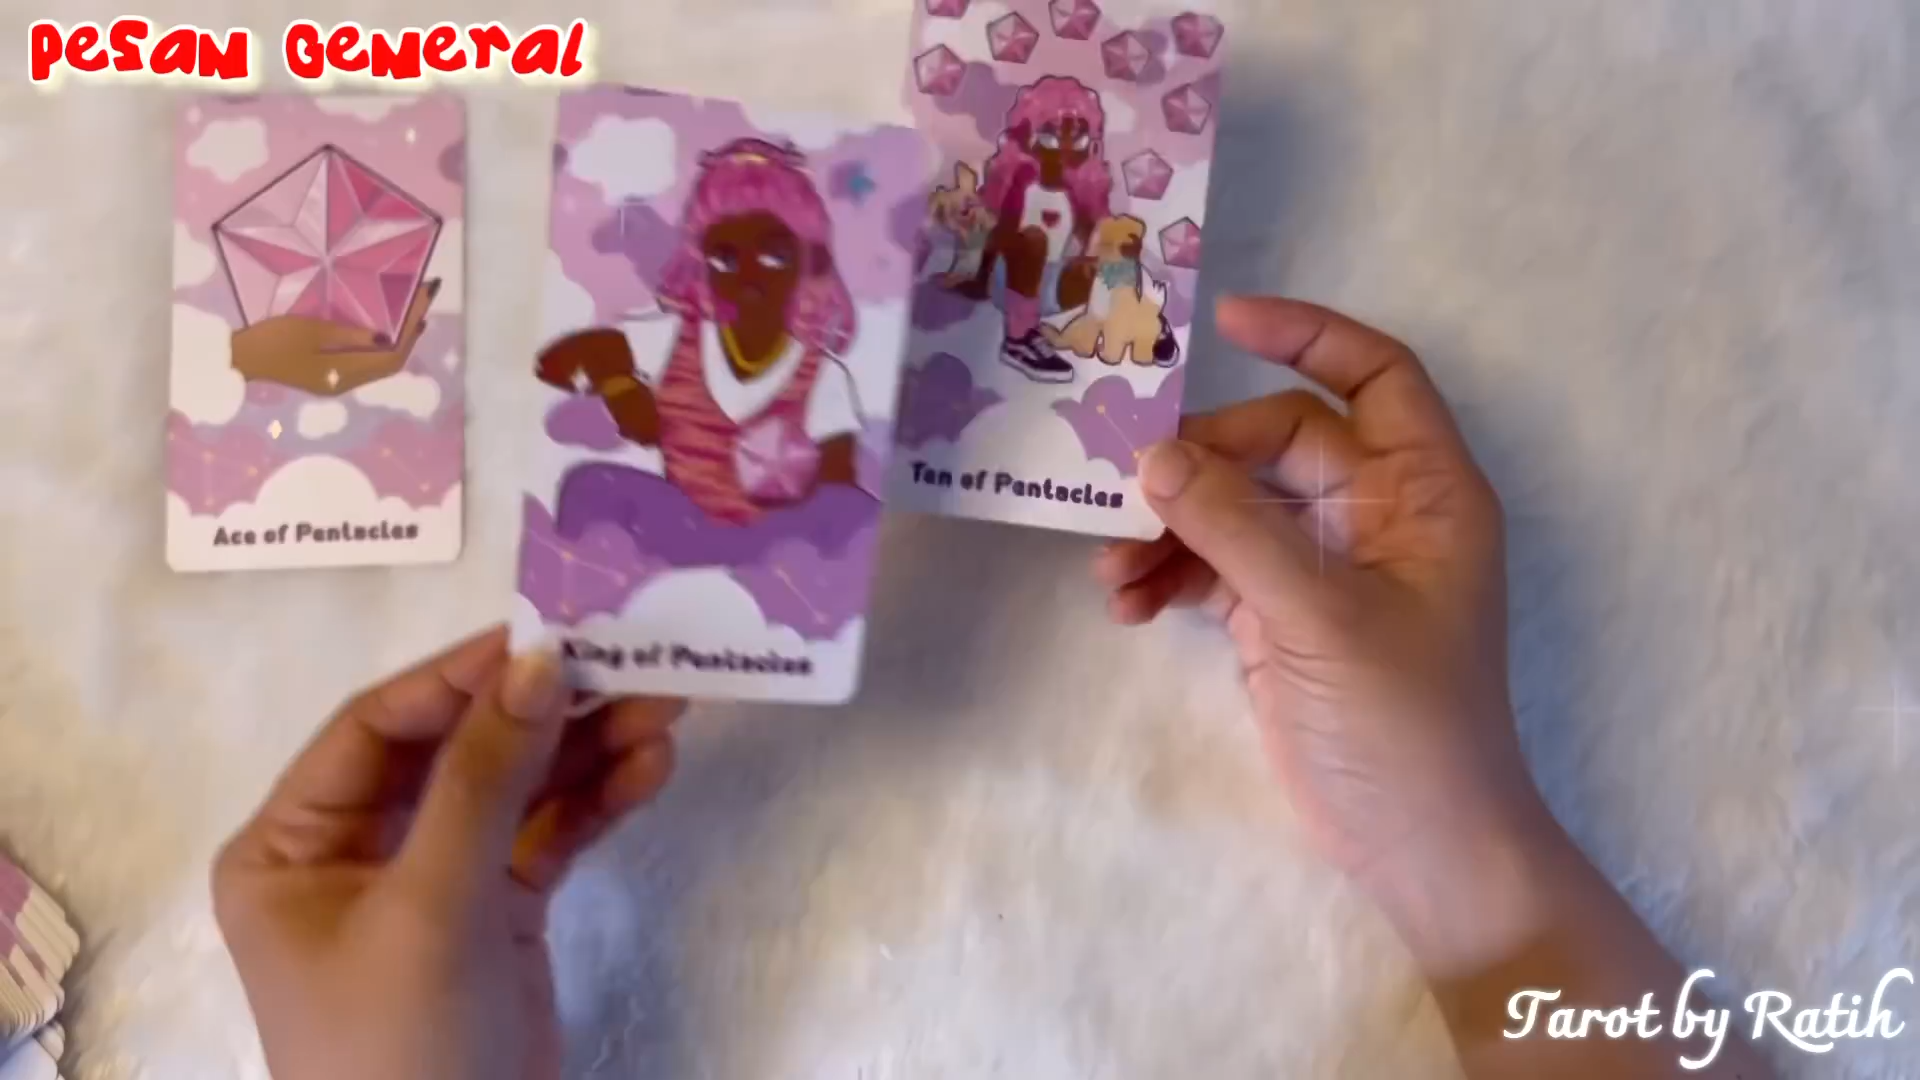 Pesan General
Ace of Pentacles
King of Pentacles
Ten of Pentacles
Tarot by Ratih